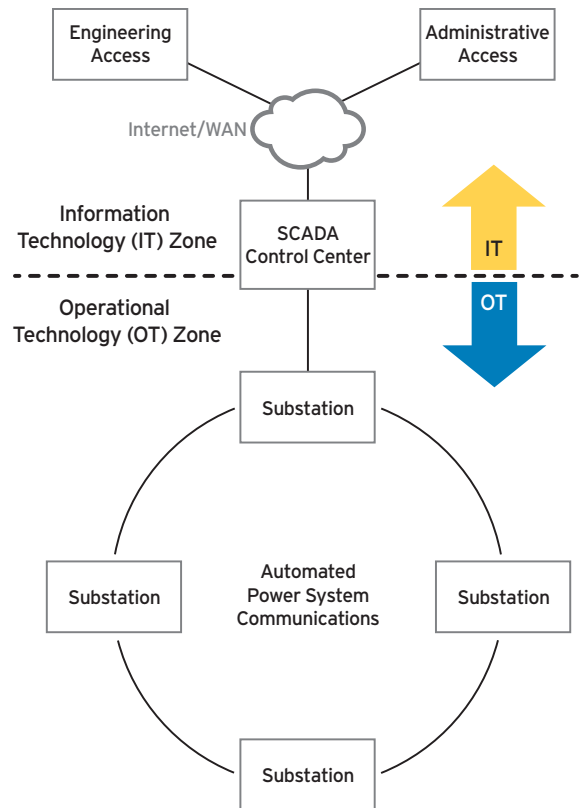 Engineering
Access
Administrative
Access
Internet/WAN
Information
Technology (IT) Zone
SCADA
Control Center
IT
Operational
Technology (OT) Zone
OT
Substation
Substation
Automated
Power System
Communications
Substation
Substation